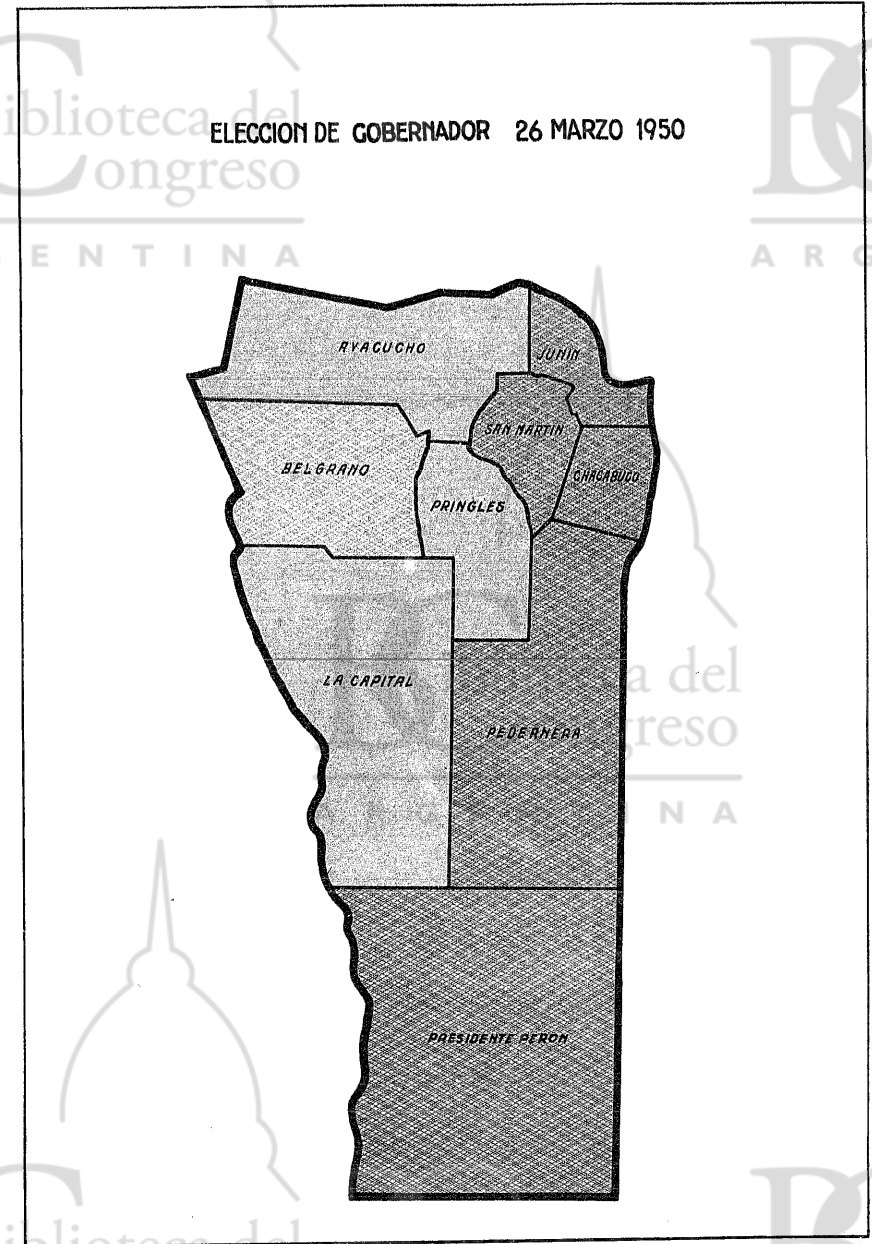 ELECCION DE GOBERNADOR 26 MARZO 1950
AYACUCHO
JUNIN
SAN MARTIN
BELGRANO
CHACABUCO
PRINGLES
LA CAPITAL
PEDERNERA
PRESIDENTE PERON
Biblioteca del
Congreso
ARGENTINA